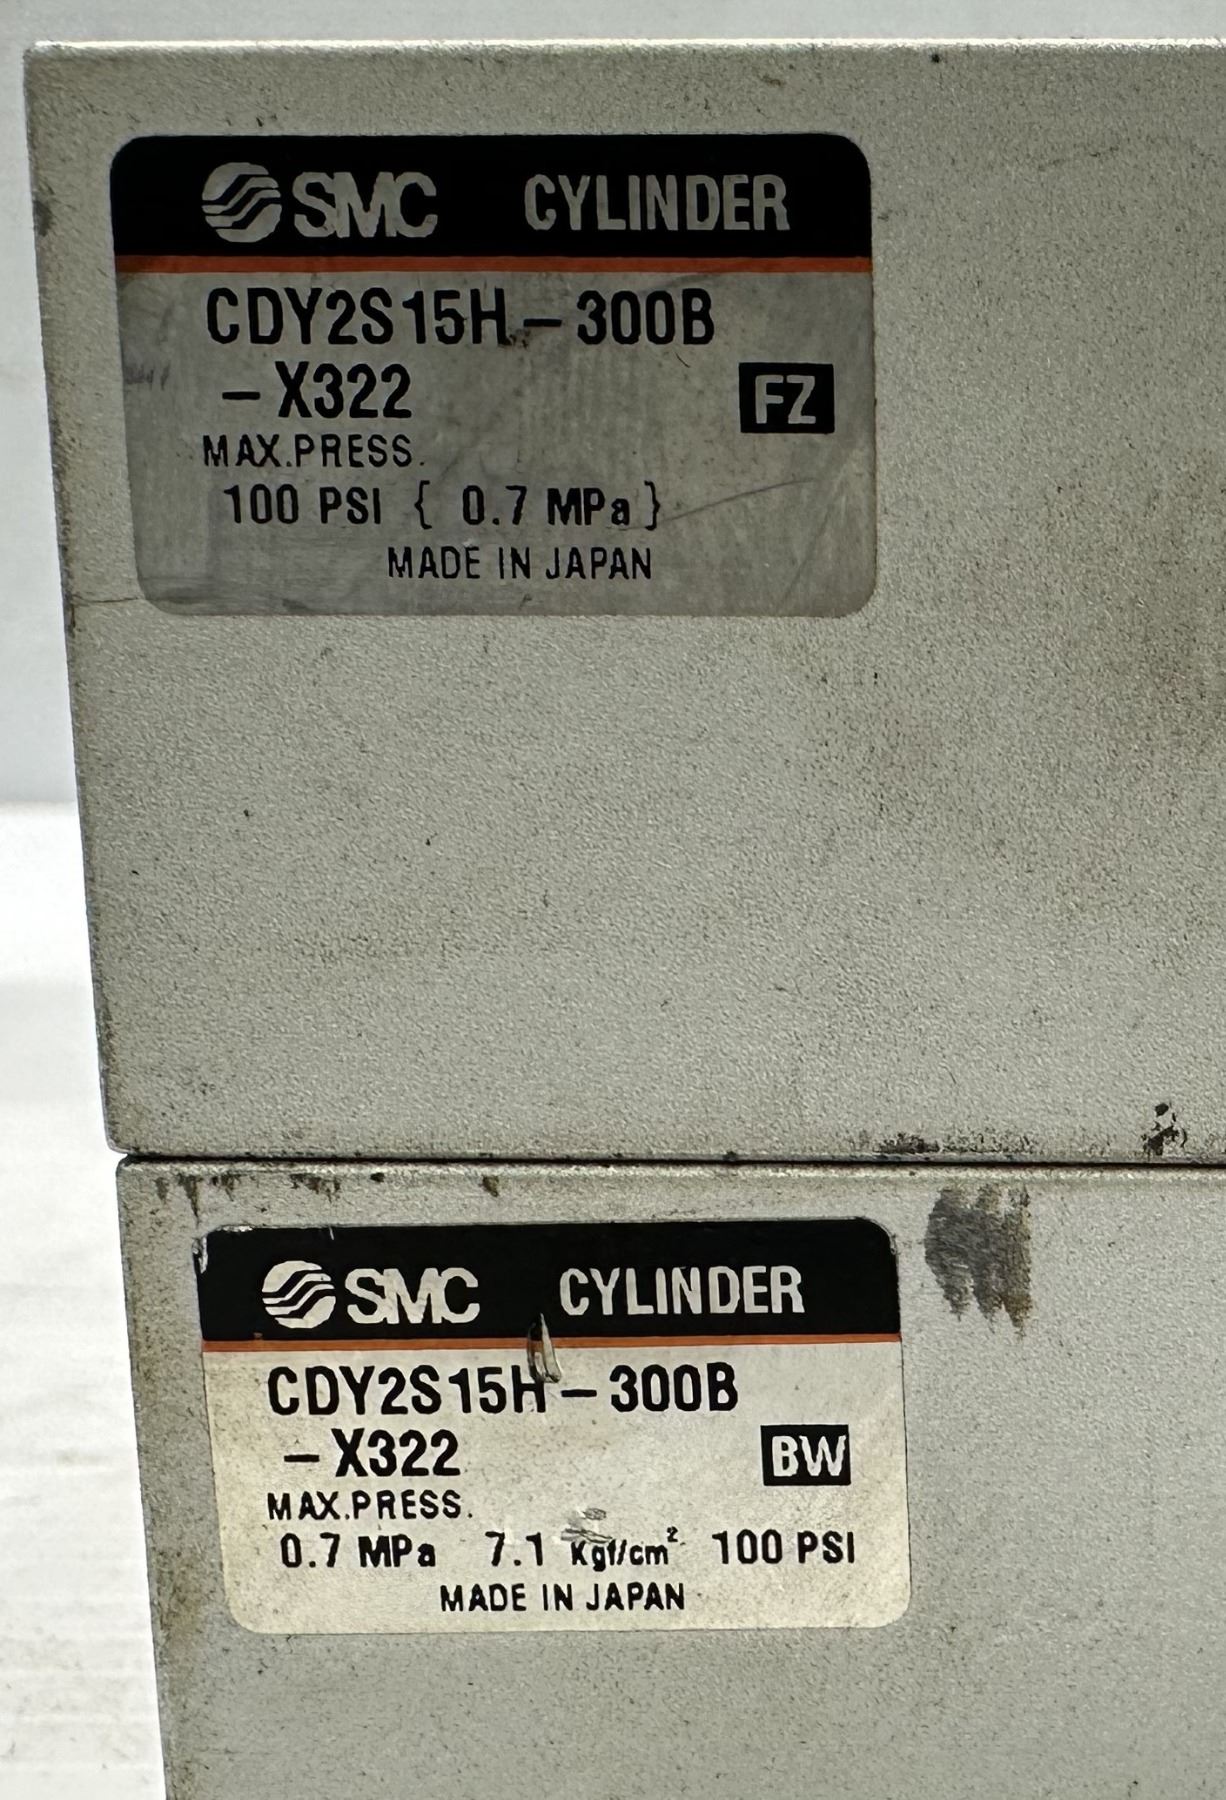 SMC CYLINDER
CDY2S15H-300B
-X322
FZ
MAX.PRESS.
100 PSI { 0.7 MPa }
MADE IN JAPAN
SMC CYLINDER
CDY2S15H-300B
-X322
BW
MAX.PRESS.
0.7 MPa 7.1 Kgf/cm² 100 PSI
MADE IN JAPAN